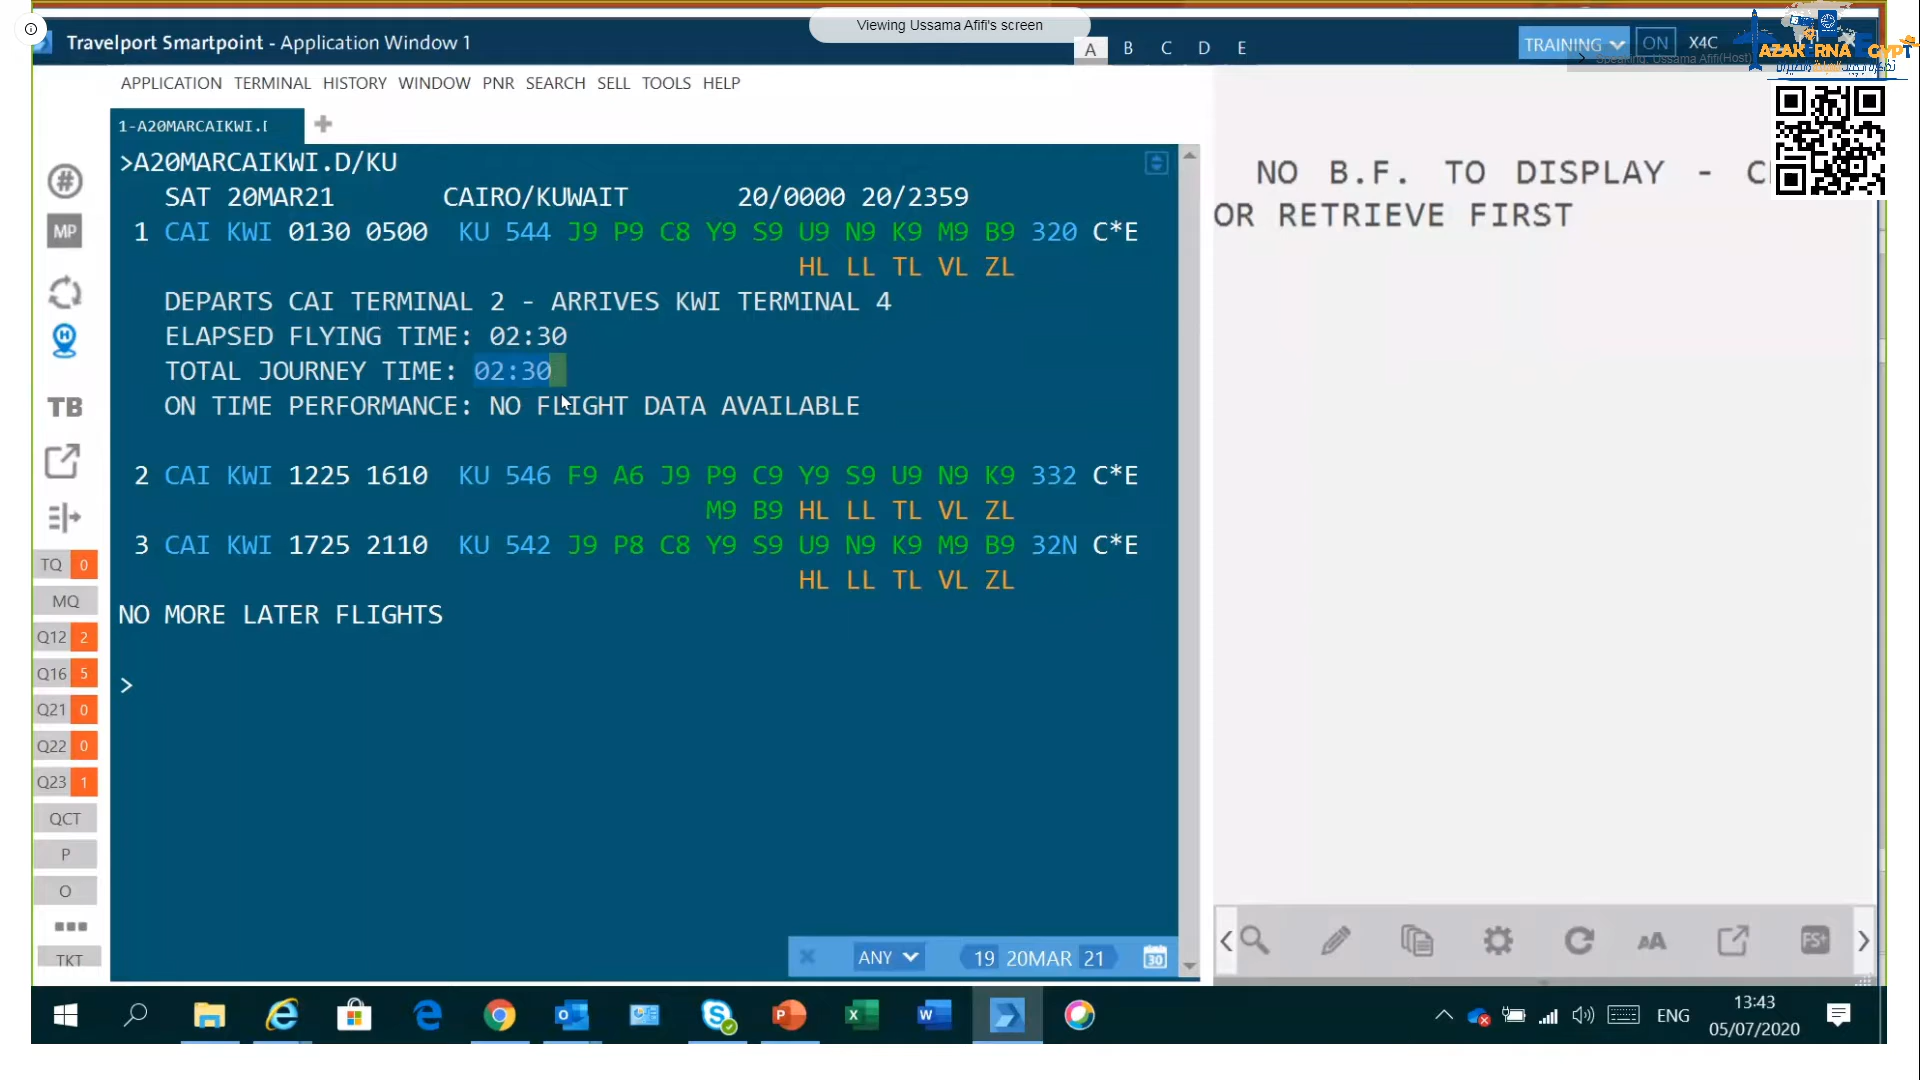 Viewing Ussama Afifi's screen
Travelport Smartpoint - Application Window 1
A B C D E
TRAINING ON X4C
Speaking: Ussama Afifi(Host)
APPLICATION TERMINAL HISTORY WINDOW PNR SEARCH SELL TOOLS HELP
1-A20MARCAIKWI.[
>A20MARCAIKWI.D/KU
SAT 20MAR21 CAIRO/KUWAIT 20/0000 20/2359
1 CAI KWI 0130 0500 KU 544 J9 P9 C8 Y9 S9 U9 N9 K9 M9 B9 320 C*E
HL LL TL VL ZL
DEPARTS CAI TERMINAL 2 - ARRIVES KWI TERMINAL 4
ELAPSED FLYING TIME: 02:30
TOTAL JOURNEY TIME: 02:30
ON TIME PERFORMANCE: NO FLIGHT DATA AVAILABLE
2 CAI KWI 1225 1610 KU 546 F9 A6 J9 P9 C9 Y9 S9 U9 N9 K9 332 C*E
M9 B9 HL LL TL VL ZL
3 CAI KWI 1725 2110 KU 542 J9 P8 C8 Y9 S9 U9 N9 K9 M9 B9 32N C*E
HL LL TL VL ZL
NO MORE LATER FLIGHTS
>
NO B.F. TO DISPLAY - C
OR RETRIEVE FIRST
MP
TB
TQ 0
MQ
Q12 2
Q16 5
Q21 0
Q22 0
Q23 1
QCT
P
O
TKT
ANY 19 20MAR 21 30
AA
FS+
ENG
13:43
05/07/2020